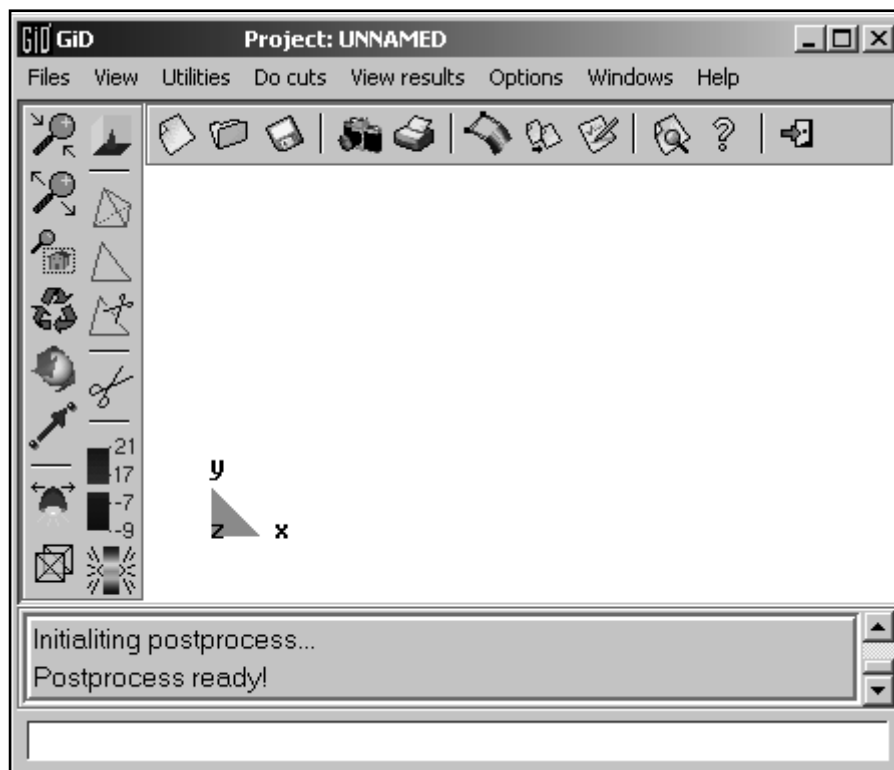 GiD GiD Project: UNNAMED
Files View Utilities Do cuts View results Options Windows Help
21
17
-7
-9
y
z x
Initialiting postprocess...
Postprocess ready!